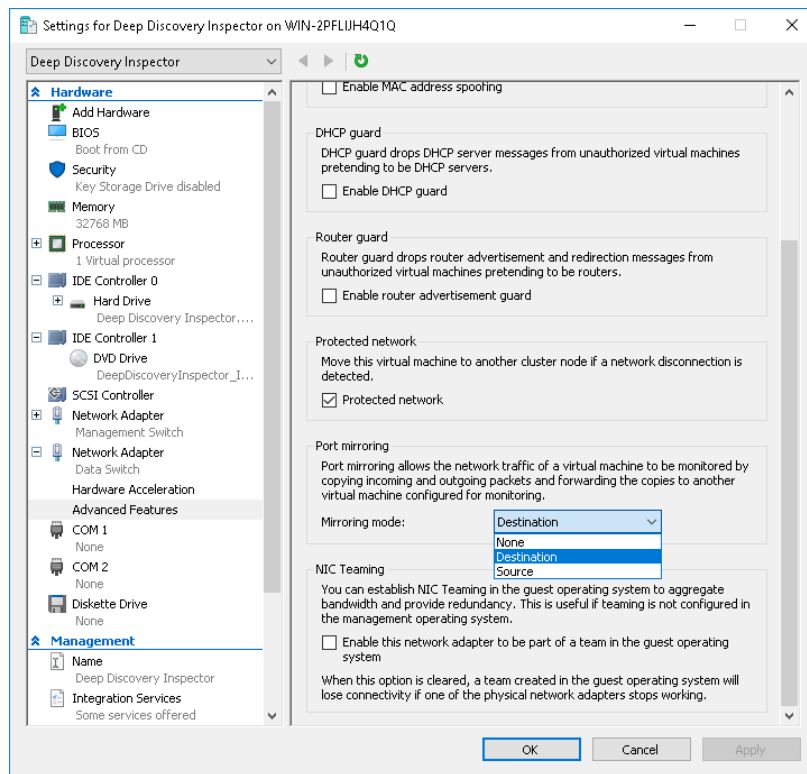 Settings for Deep Discovery Inspector on WIN-2PFLIJH4Q1Q
Deep Discovery Inspector
Hardware
Add Hardware
BIOS
Boot from CD
Security
Key Storage Drive disabled
Memory
32768 MB
Processor
1 Virtual processor
IDE Controller 0
Hard Drive
Deep Discovery Inspector....
IDE Controller 1
DVD Drive
DeepDiscoveryInspector_I...
SCSI Controller
Network Adapter
Management Switch
Network Adapter
Data Switch
Hardware Acceleration
Advanced Features
COM 1
None
COM 2
None
Diskette Drive
None
Management
Name
Deep Discovery Inspector
Integration Services
Some services offered
Enable MAC address spoofing
DHCP guard
DHCP guard drops DHCP server messages from unauthorized virtual machines
pretending to be DHCP servers.
Enable DHCP guard
Router guard
Router guard drops router advertisement and redirection messages from
unauthorized virtual machines pretending to be routers.
Enable router advertisement guard
Protected network
Move this virtual machine to another cluster node if a network disconnection is
detected.
Protected network
Port mirroring
Port mirroring allows the network traffic of a virtual machine to be monitored by
copying incoming and outgoing packets and forwarding the copies to another
virtual machine configured for monitoring.
Mirroring mode: Destination
None
Destination
Source
NIC Teaming
You can establish NIC Teaming in the guest operating system to aggregate
bandwidth and provide redundancy. This is useful if teaming is not configured in
the management operating system.
Enable this network adapter to be part of a team in the guest operating
system
When this option is cleared, a team created in the guest operating system will
lose connectivity if one of the physical network adapters stops working.
OK Cancel Apply